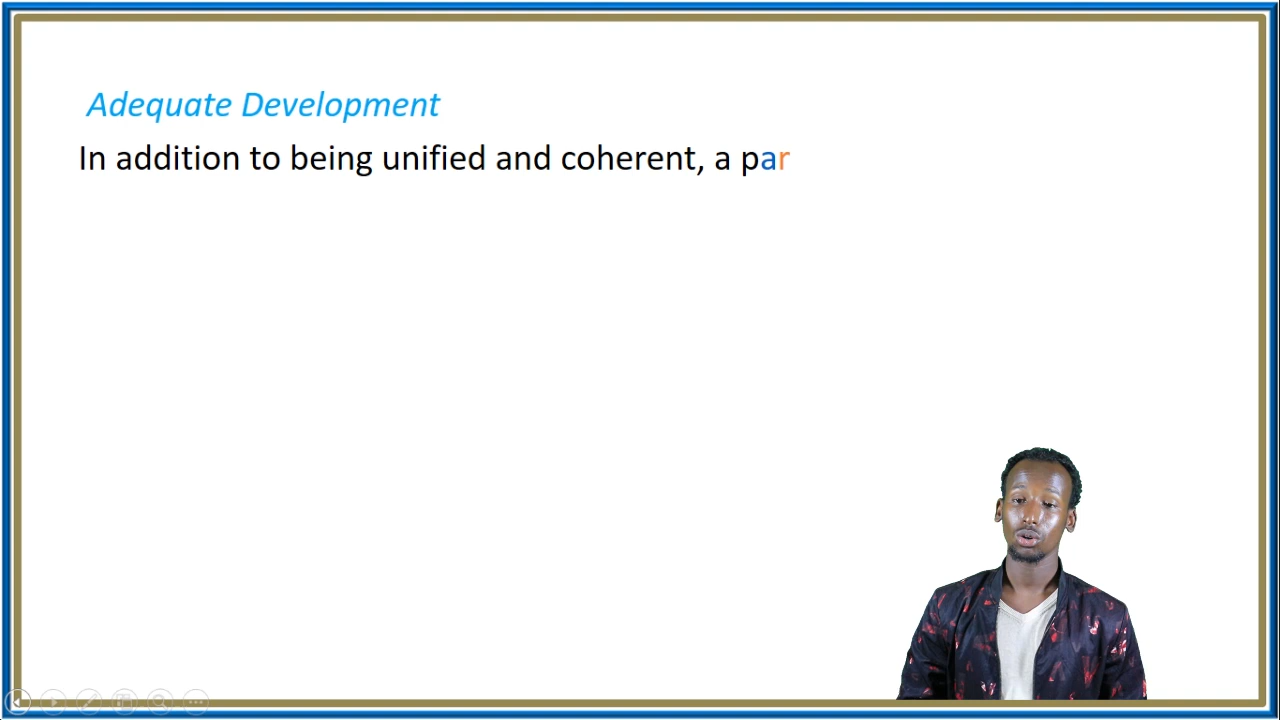 Adequate Development
In addition to being unified and coherent, a par